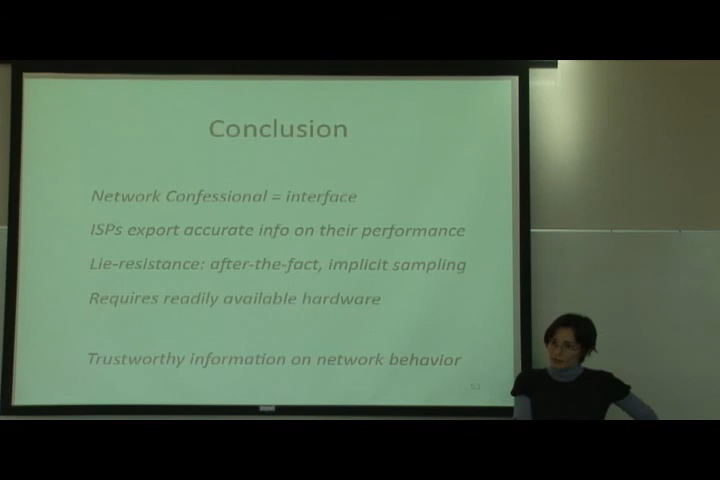 Conclusion
Network Confessional = interface
ISPs export accurate info on their performance
Lie-resistance: after-the-fact, implicit sampling
Requires readily available hardware
Trustworthy information on network behavior